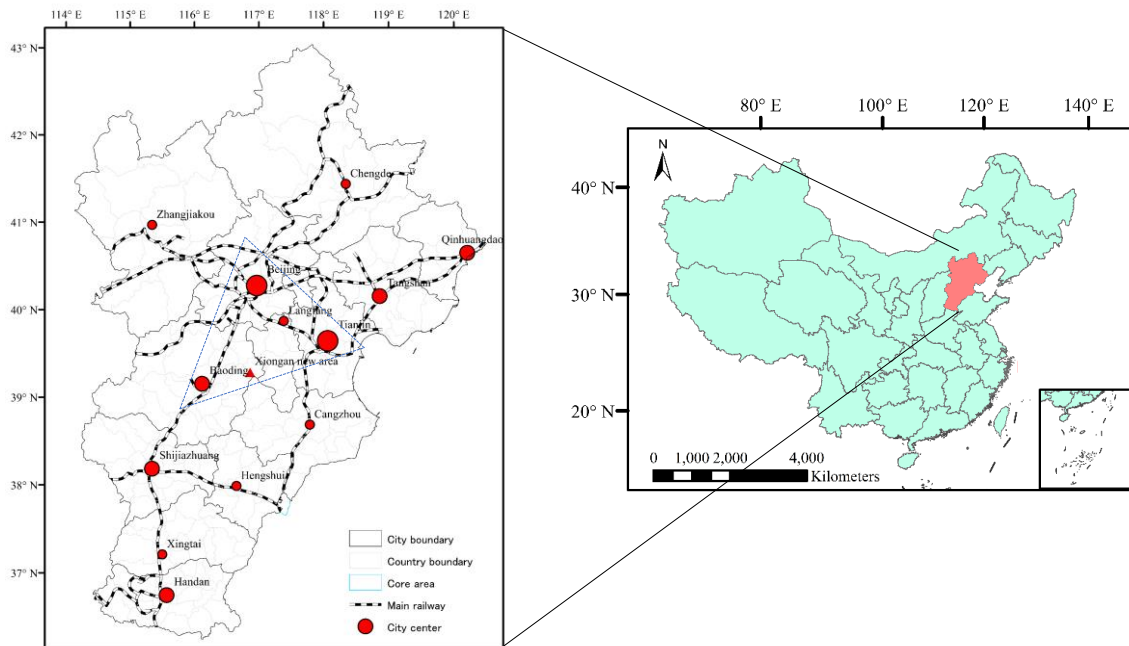 114° E 115° E 116° E 117° E 118° E 119° E 120° E
43° N
42° N
41° N
40° N
39° N
38° N
37° N
Chengde
Zhangjiakou
Qinhuangdao
Beijing
Tangshan
Langfang
Tianjin
Xiongan new area
Baoding
Cangzhou
Shijiazhuang
Hengshui
Xingtai
Handan
City boundary
Country boundary
Core area
Main railway
City center
80° E 100° E 120° E 140° E
40° N
30° N
20° N
N
0 1,000 2,000 4,000
Kilometers